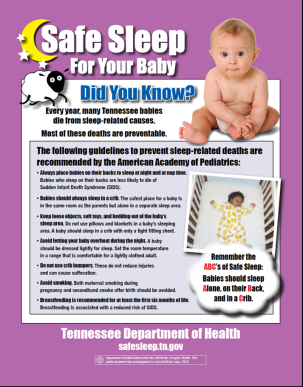 Safe Sleep
For Your Baby
Did You Know?
Every year, many Tennessee babies
die from sleep-related causes.
Most of these deaths are preventable.
The following guidelines to prevent sleep-related deaths are
recommended by the American Academy of Pediatrics:
• Always place babies on their backs to sleep at night and at nap time.
Babies who sleep on their backs are less likely to die of
Sudden Infant Death Syndrome (SIDS).
• Babies should always sleep in a crib. The safest place for a baby is
in the same room as the parents but alone in a separate sleep area.
• Keep loose objects, soft toys, and bedding out of the baby's
sleep area. Do not use pillows and blankets in a baby's sleeping
area. A baby should sleep in a crib with only a tight fitting sheet.
• Avoid letting your baby overheat during the night. A baby
should be dressed lightly for sleep. Set the room temperature
in a range that is comfortable for a lightly clothed adult.
• Do not use crib bumpers. These do not reduce injuries
and can cause suffocation.
• Avoid smoking. Both maternal smoking during
pregnancy and secondhand smoke after birth should be avoided.
• Breastfeeding is recommended for at least the first six months of life.
Breastfeeding is associated with a reduced risk of SIDS.
Remember the
ABC's of Safe Sleep:
Babies should sleep
Alone, on their Back,
and in a Crib.
Tennessee Department of Health
safesleep.tn.gov